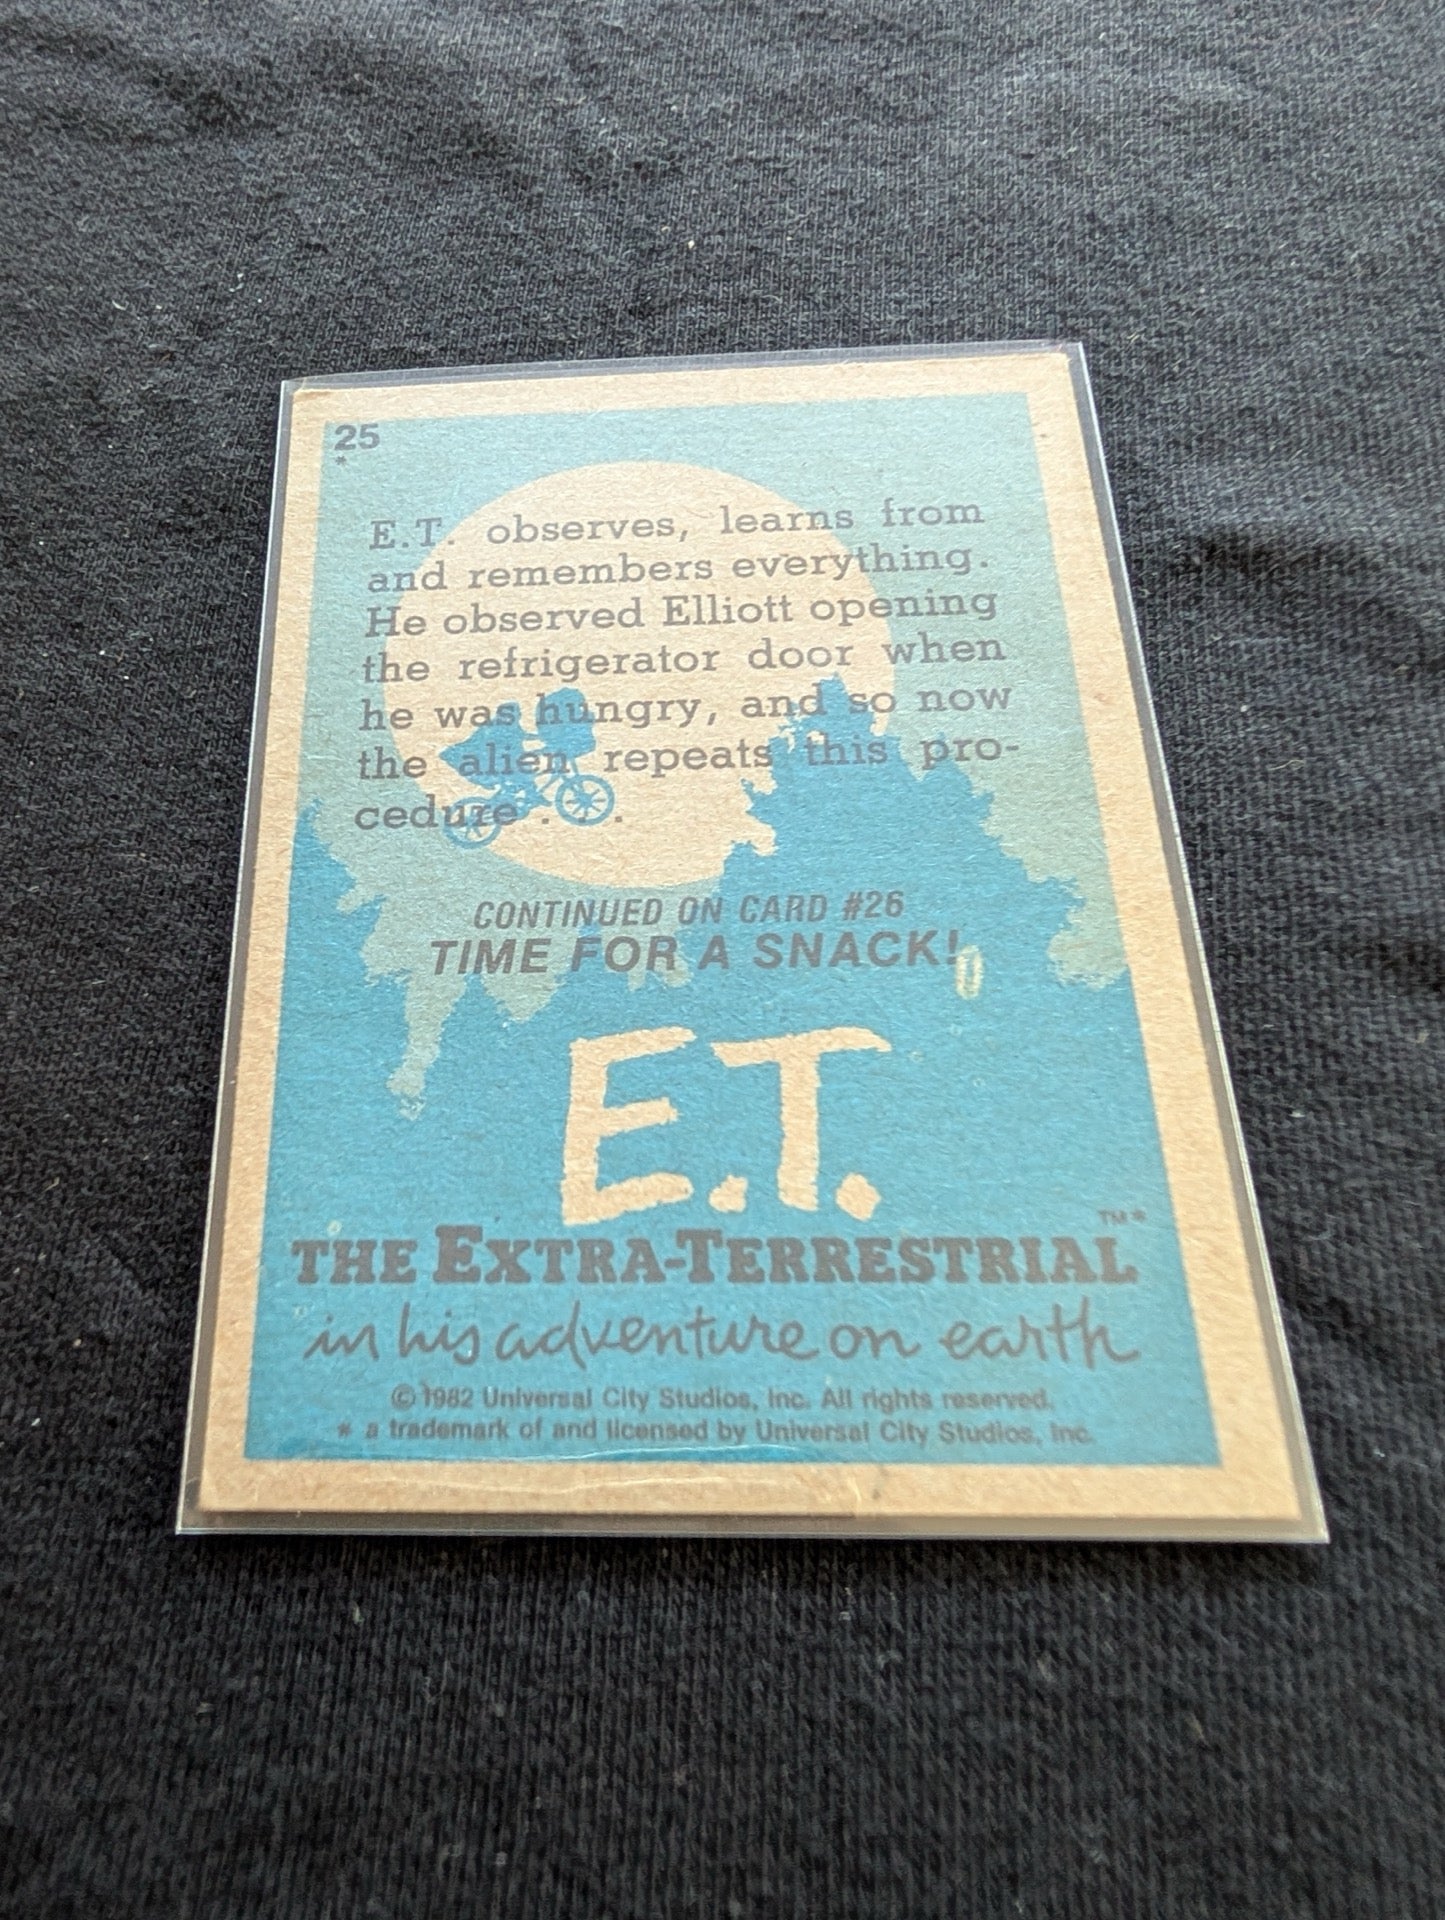 25
*
E.T. observes, learns from
and remembers everything.
He observed Elliott opening
the refrigerator door when
he was hungry, and so now
the alien repeats this pro-
cedure . . .
CONTINUED ON CARD #26
TIME FOR A SNACK!
E.T.
THE EXTRA-TERRESTRIAL™*
in his adventure on earth
© 1982 Universal City Studios, Inc. All rights reserved.
* a trademark of and licensed by Universal City Studios, Inc.